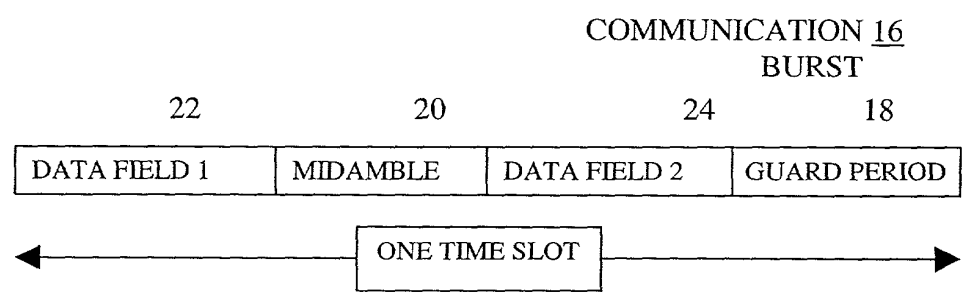 COMMUNICATION 16
BURST
22 20 24 18
DATA FIELD 1 MIDAMBLE DATA FIELD 2 GUARD PERIOD
ONE TIME SLOT